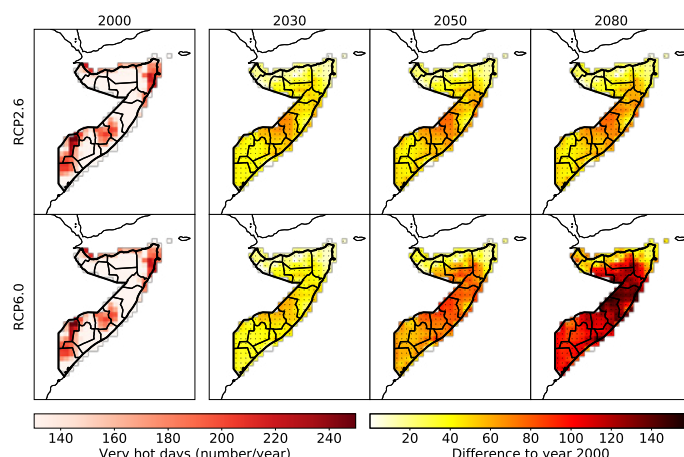 2000 2030 2050 2080
RCP2.6
RCP6.0
140 160 180 200 220 240 20 40 60 80 100 120 140
Very hot days (number/year) Difference to year 2000